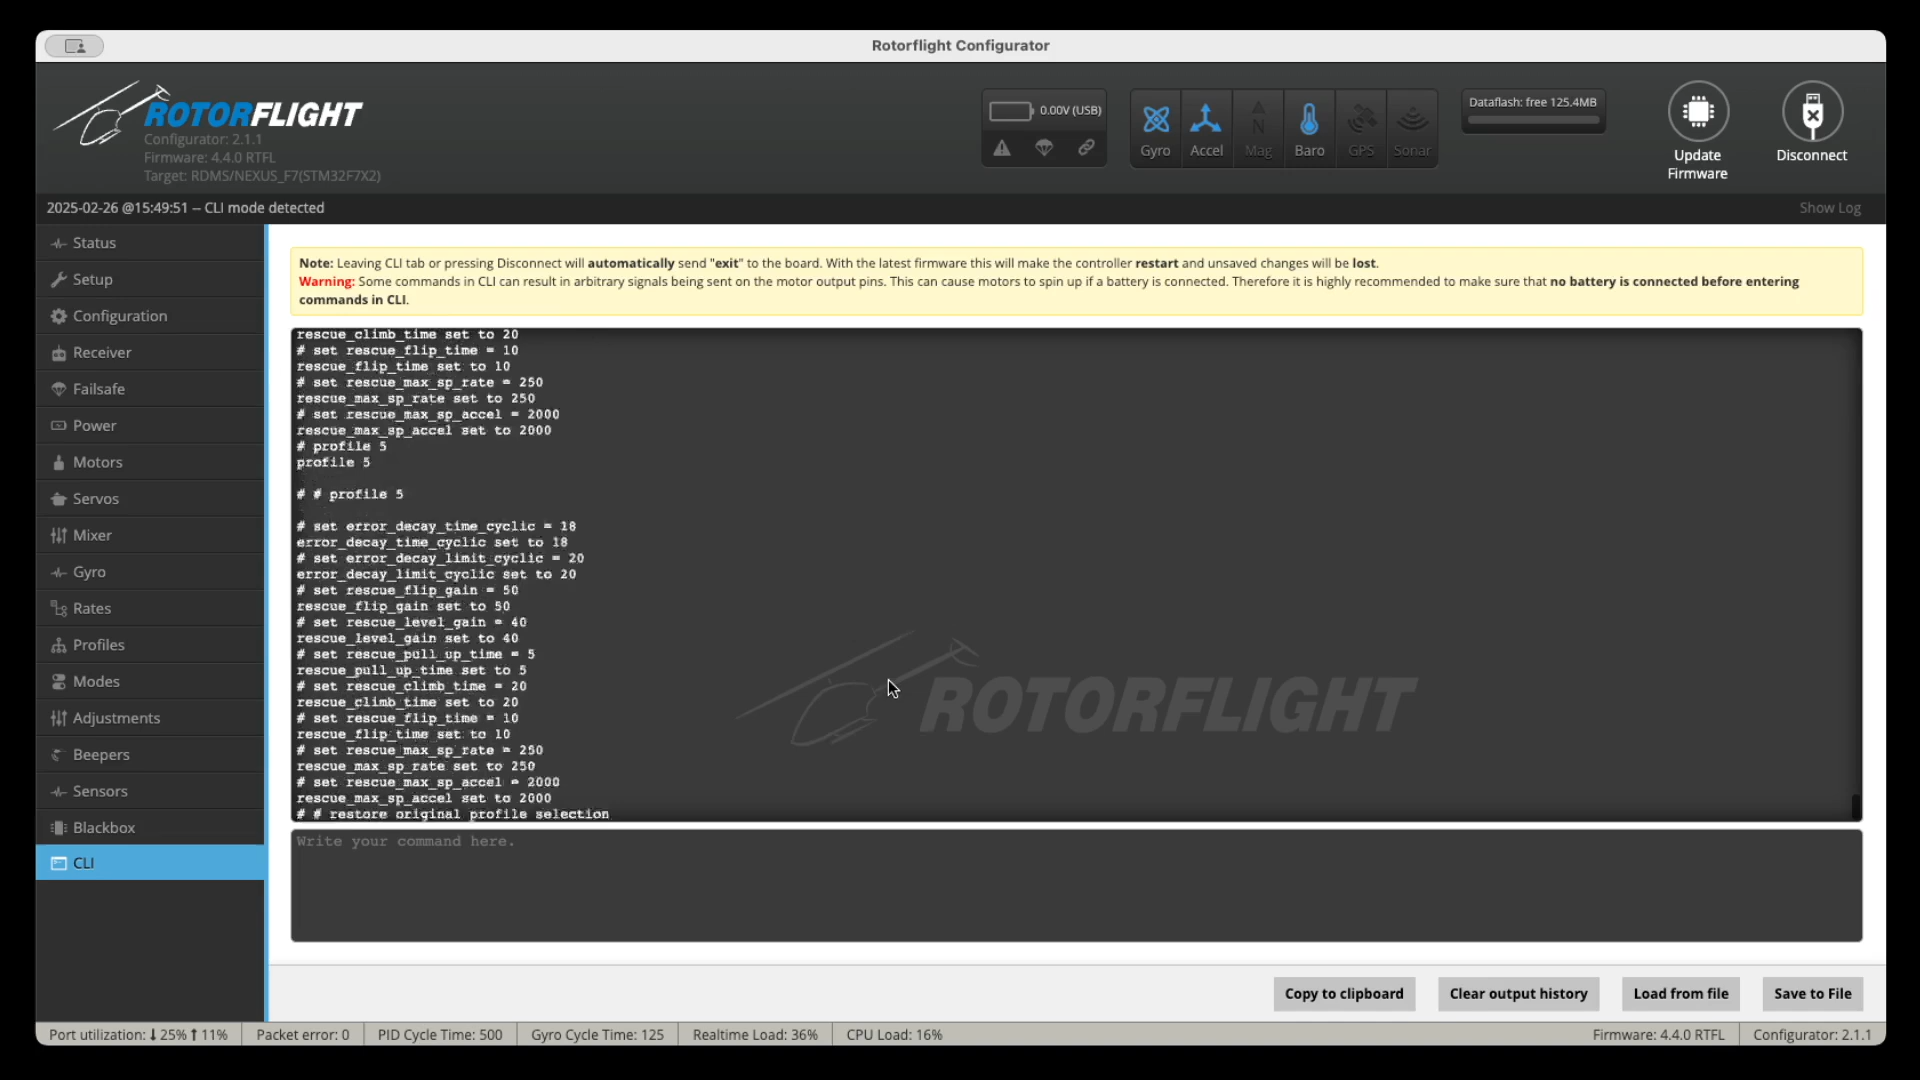 Rotorflight Configurator
ROTORFLIGHT
Configurator: 2.1.1
Firmware: 4.4.0 RTFL
Target: RDMS/NEXUS_F7(STM32F7X2)
0.00V (USB)
Gyro
Accel
Mag
Baro
GPS
Sonar
Dataflash: free 125.4MB
Update
Firmware
Disconnect
2025-02-26 @15:49:51 -- CLI mode detected
Show Log
Status
Setup
Configuration
Receiver
Failsafe
Power
Motors
Servos
Mixer
Gyro
Rates
Profiles
Modes
Adjustments
Beepers
Sensors
Blackbox
CLI
Note: Leaving CLI tab or pressing Disconnect will automatically send "exit" to the board. With the latest firmware this will make the controller restart and unsaved changes will be lost.
Warning: Some commands in CLI can result in arbitrary signals being sent on the motor output pins. This can cause motors to spin up if a battery is connected. Therefore it is highly recommended to make sure that no battery is connected before entering
commands in CLI.
rescue_climb_time set to 20
# set rescue_flip_time = 10
rescue_flip_time set to 10
# set rescue_max_sp_rate = 250
rescue_max_sp_rate set to 250
# set rescue_max_sp_accel = 2000
rescue_max_sp_accel set to 2000
# profile 5
profile 5
# # profile 5
# set error_decay_time_cyclic = 18
error_decay_time_cyclic set to 18
# set error_decay_limit_cyclic = 20
error_decay_limit_cyclic set to 20
# set rescue_flip_gain = 50
rescue_flip_gain set to 50
# set rescue_level_gain = 40
rescue_level_gain set to 40
# set rescue_pull_up_time = 5
rescue_pull_up_time set to 5
# set rescue_climb_time = 20
rescue_climb_time set to 20
# set rescue_flip_time = 10
rescue_flip_time set to 10
# set rescue_max_sp_rate = 250
rescue_max_sp_rate set to 250
# set rescue_max_sp_accel = 2000
rescue_max_sp_accel set to 2000
# # restore original profile selection
ROTORFLIGHT
Write your command here.
Copy to clipboard
Clear output history
Load from file
Save to File
Port utilization: ↓ 25% ↑ 11%
Packet error: 0
PID Cycle Time: 500
Gyro Cycle Time: 125
Realtime Load: 36%
CPU Load: 16%
Firmware: 4.4.0 RTFL
Configurator: 2.1.1